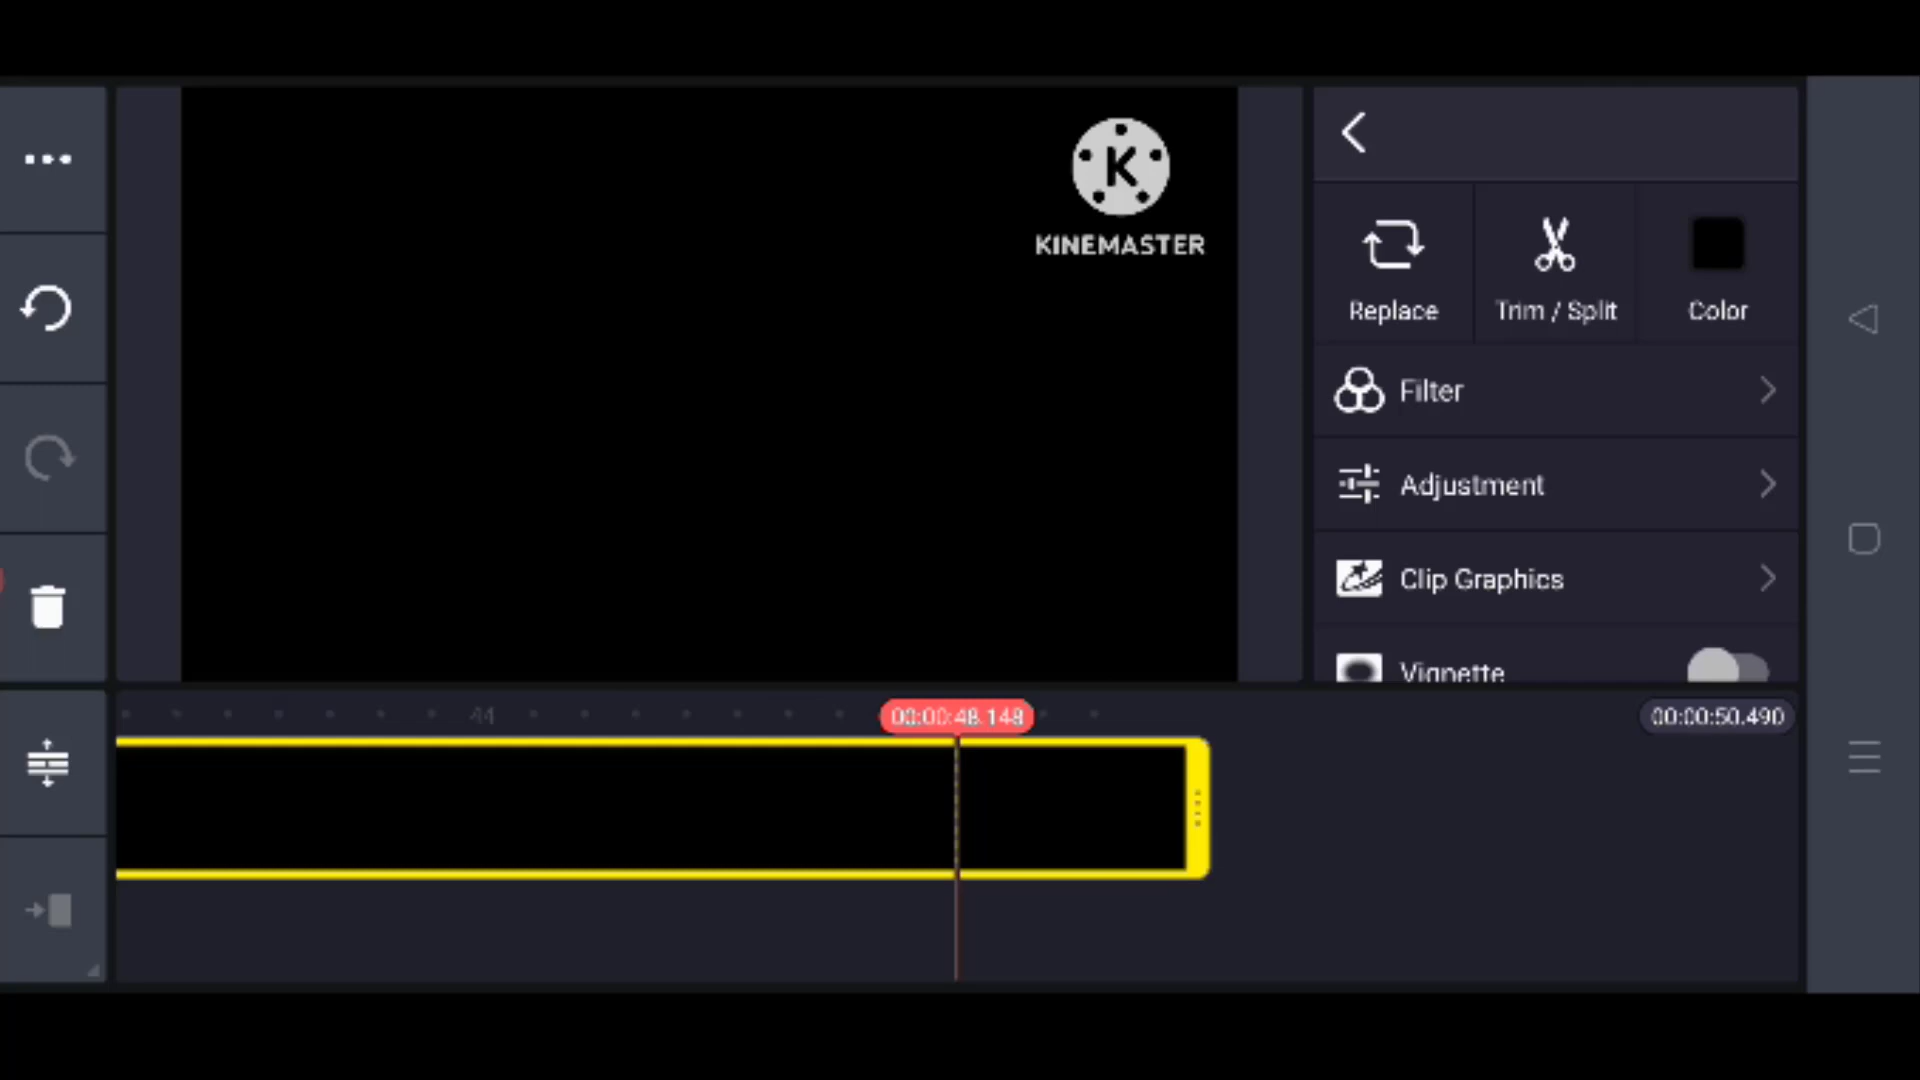 K
KINEMASTER
Replace
Trim / Split
Color
Filter
Adjustment
Clip Graphics
Vignette
44
00:00:48.148
00:00:50.490